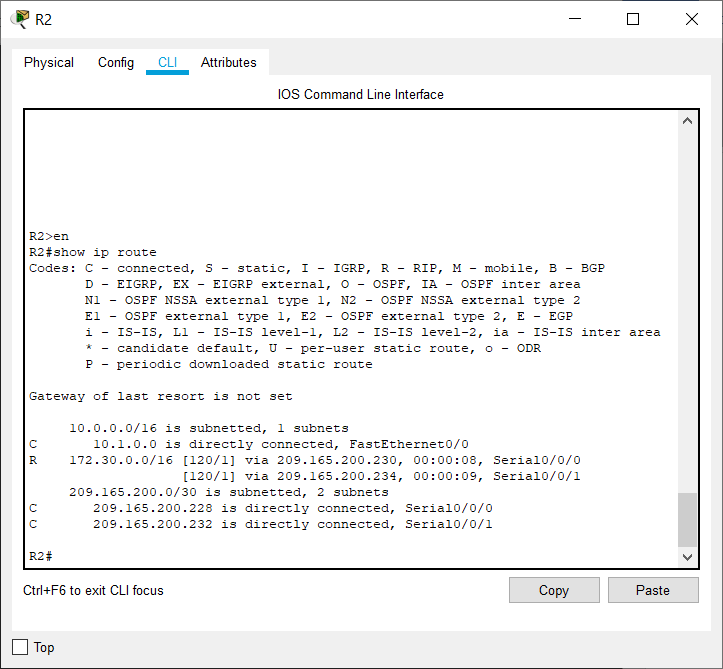 R2
Physical Config CLI Attributes
IOS Command Line Interface
R2>en
R2#show ip route
Codes: C - connected, S - static, I - IGRP, R - RIP, M - mobile, B - BGP
       D - EIGRP, EX - EIGRP external, O - OSPF, IA - OSPF inter area
       N1 - OSPF NSSA external type 1, N2 - OSPF NSSA external type 2
       E1 - OSPF external type 1, E2 - OSPF external type 2, E - EGP
       i - IS-IS, L1 - IS-IS level-1, L2 - IS-IS level-2, ia - IS-IS inter area
       * - candidate default, U - per-user static route, o - ODR
       P - periodic downloaded static route
Gateway of last resort is not set
     10.0.0.0/16 is subnetted, 1 subnets
C       10.1.0.0 is directly connected, FastEthernet0/0
R    172.30.0.0/16 [120/1] via 209.165.200.230, 00:00:08, Serial0/0/0
                   [120/1] via 209.165.200.234, 00:00:09, Serial0/0/1
     209.165.200.0/30 is subnetted, 2 subnets
C       209.165.200.228 is directly connected, Serial0/0/0
C       209.165.200.232 is directly connected, Serial0/0/1
R2#
Ctrl+F6 to exit CLI focus Copy Paste
Top